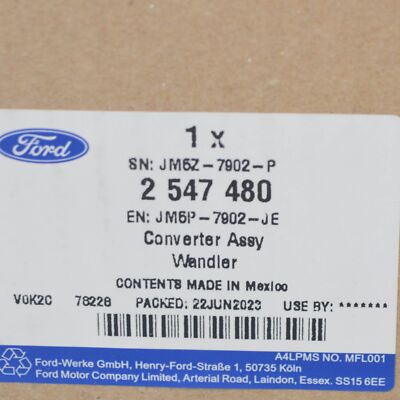 Ford
1 x
SN: JM6Z-7902-P
2 547 480
EN: JM6P-7902-JE
Converter Assy
Wandler
CONTENTS MADE IN Mexico
V0K2C 78228 PACKED: 22JUN2023 USE BY: *******
A4LPMS NO. MFL001
Ford-Werke GmbH, Henry-Ford-Straße 1, 50735 Köln
Ford Motor Company Limited, Arterial Road, Laindon, Essex. SS15 6EE